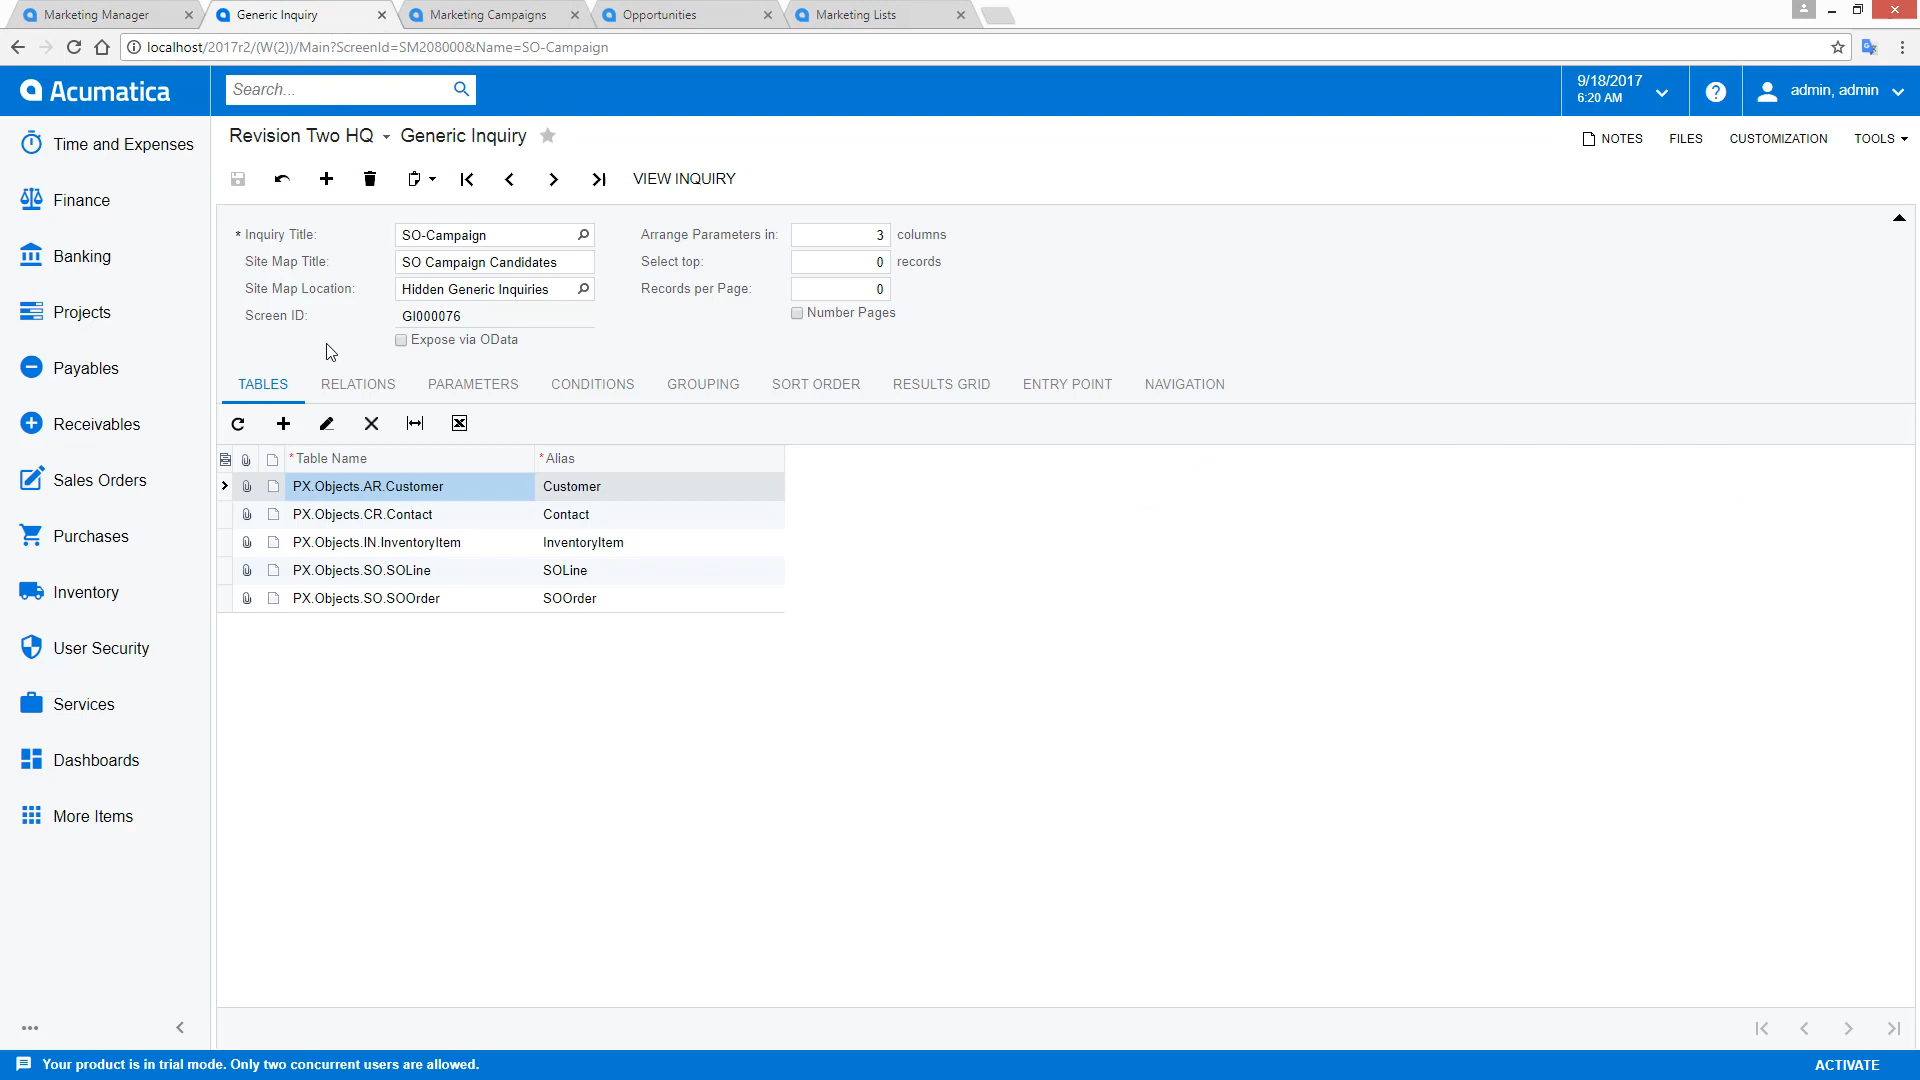 Marketing Manager
Generic Inquiry
Marketing Campaigns
Opportunities
Marketing Lists
localhost/2017r2/(W(2))/Main?ScreenId=SM208000&Name=SO-Campaign
Acumatica
Search...
9/18/2017
6:20 AM
admin, admin
Time and Expenses
Finance
Banking
Projects
Payables
Receivables
Sales Orders
Purchases
Inventory
User Security
Services
Dashboards
More Items
Revision Two HQ Generic Inquiry
NOTES FILES CUSTOMIZATION TOOLS
VIEW INQUIRY
* Inquiry Title: SO-Campaign Arrange Parameters in: 3 columns
Site Map Title: SO Campaign Candidates Select top: 0 records
Site Map Location: Hidden Generic Inquiries Records per Page: 0
Screen ID: GI000076 Number Pages
Expose via OData
TABLES RELATIONS PARAMETERS CONDITIONS GROUPING SORT ORDER RESULTS GRID ENTRY POINT NAVIGATION
* Table Name * Alias
PX.Objects.AR.Customer Customer
PX.Objects.CR.Contact Contact
PX.Objects.IN.InventoryItem InventoryItem
PX.Objects.SO.SOLine SOLine
PX.Objects.SO.SOOrder SOOrder
Your product is in trial mode. Only two concurrent users are allowed. ACTIVATE